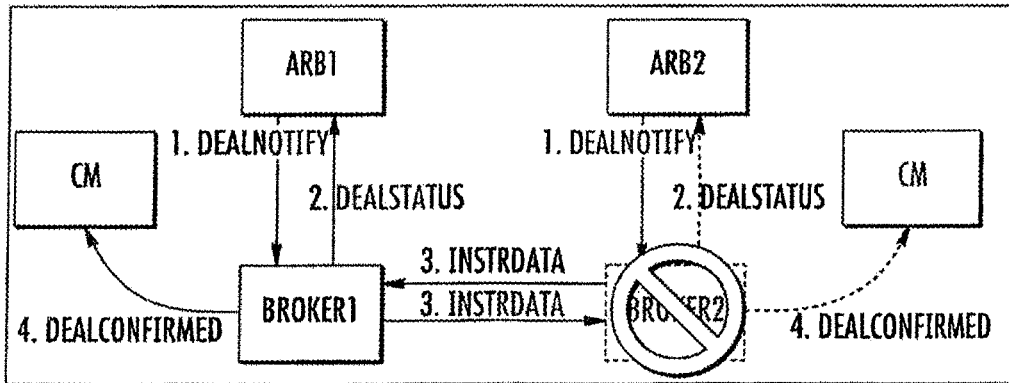 ARB1
ARB2
1. DEALNOTIFY
1. DEALNOTIFY
CM
CM
2. DEALSTATUS
2. DEALSTATUS
3. INSTRDATA
BROKER1
3. INSTRDATA
BROKER2
4. DEALCONFIRMED
4. DEALCONFIRMED